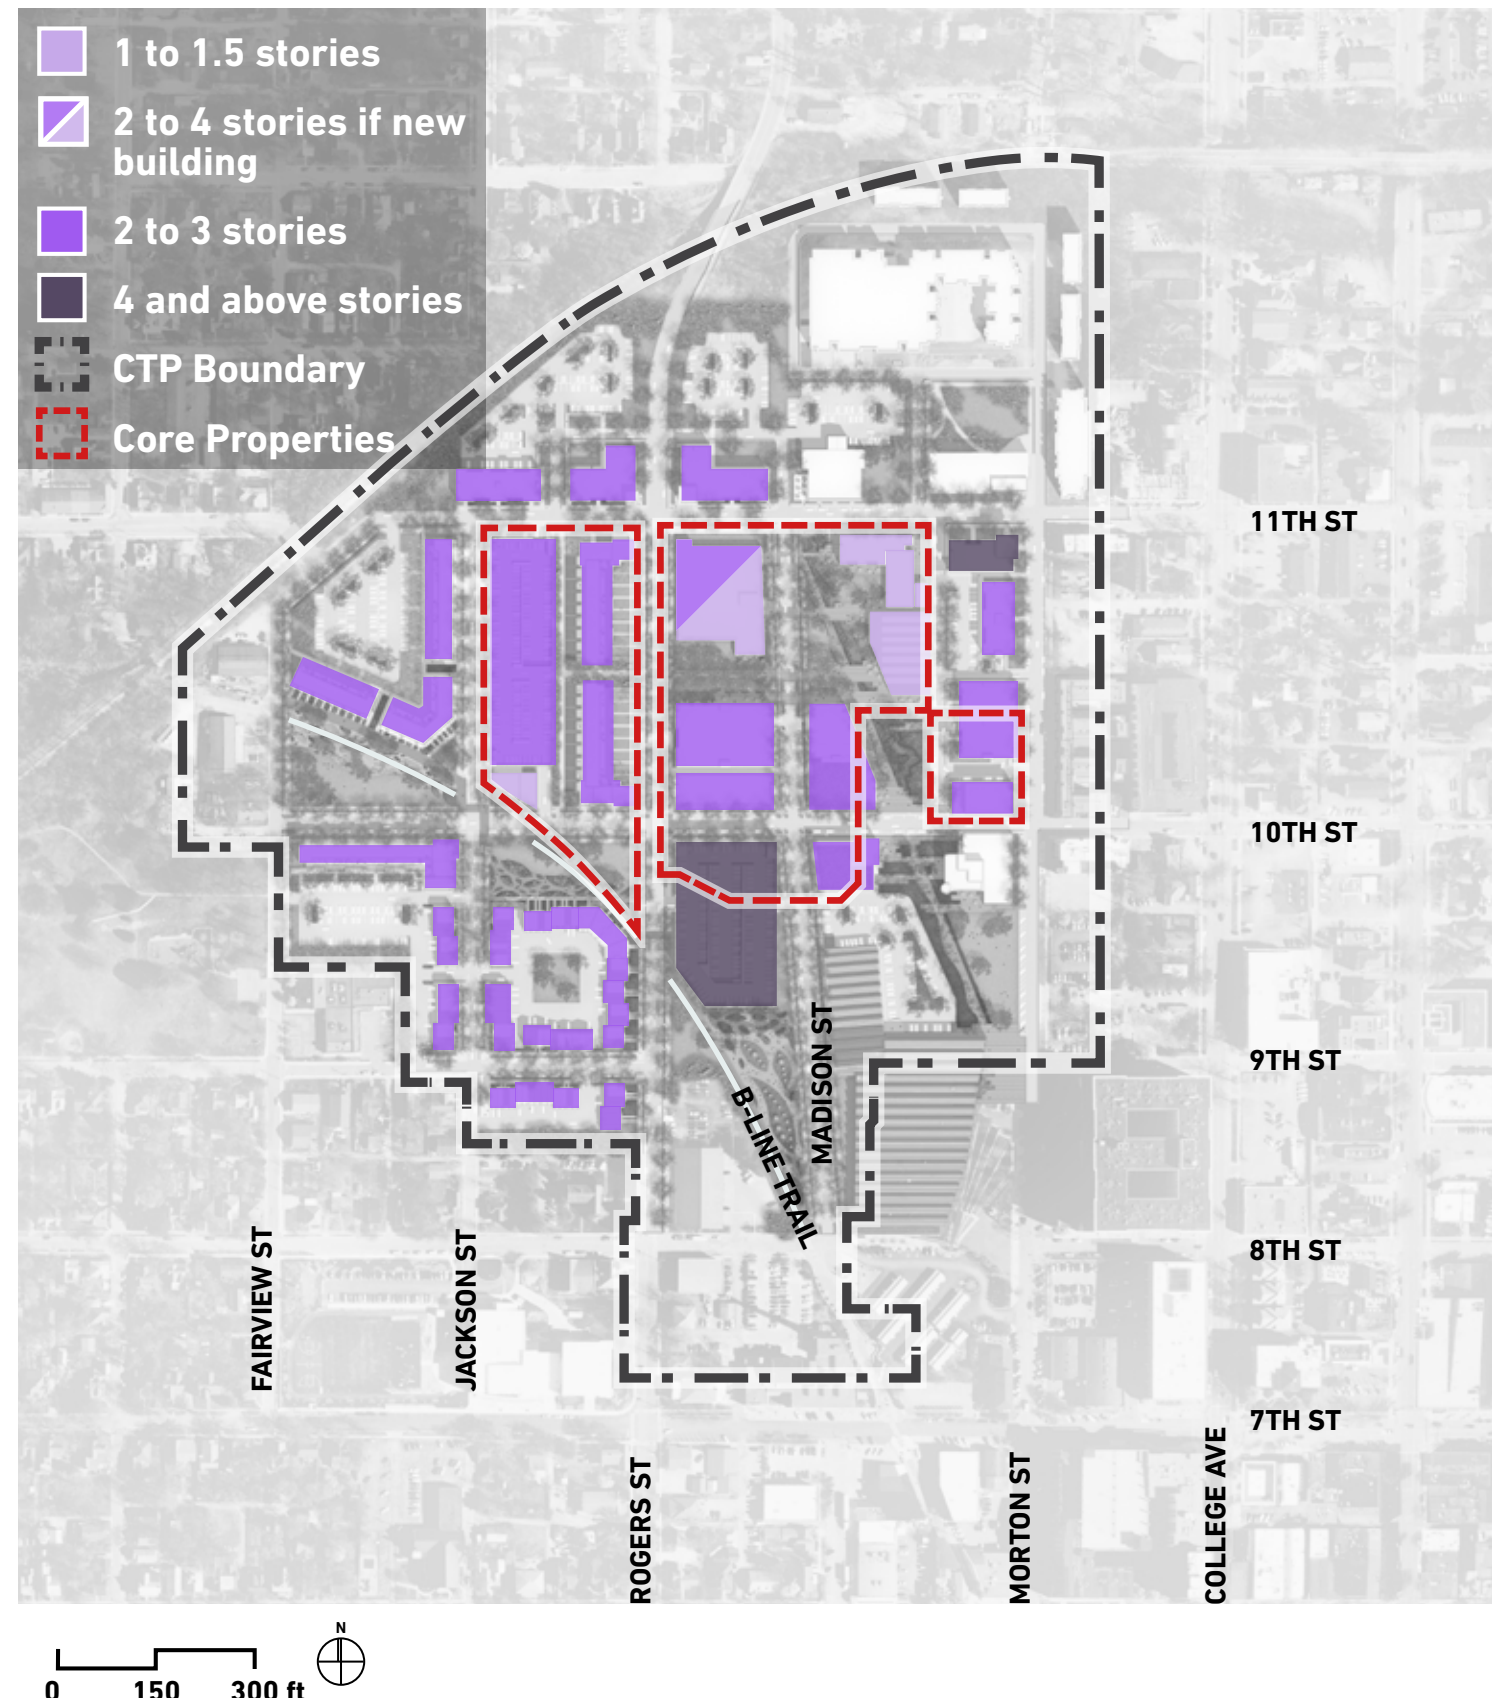 1 to 1.5 stories
2 to 4 stories if new
building
2 to 3 stories
4 and above stories
CTP Boundary
Core Properties
11TH ST
10TH ST
9TH ST
MADISON ST
B-LINE TRAIL
8TH ST
FAIRVIEW ST
JACKSON ST
7TH ST
ROGERS ST
MORTON ST
COLLEGE AVE
N
0 150 300 ft